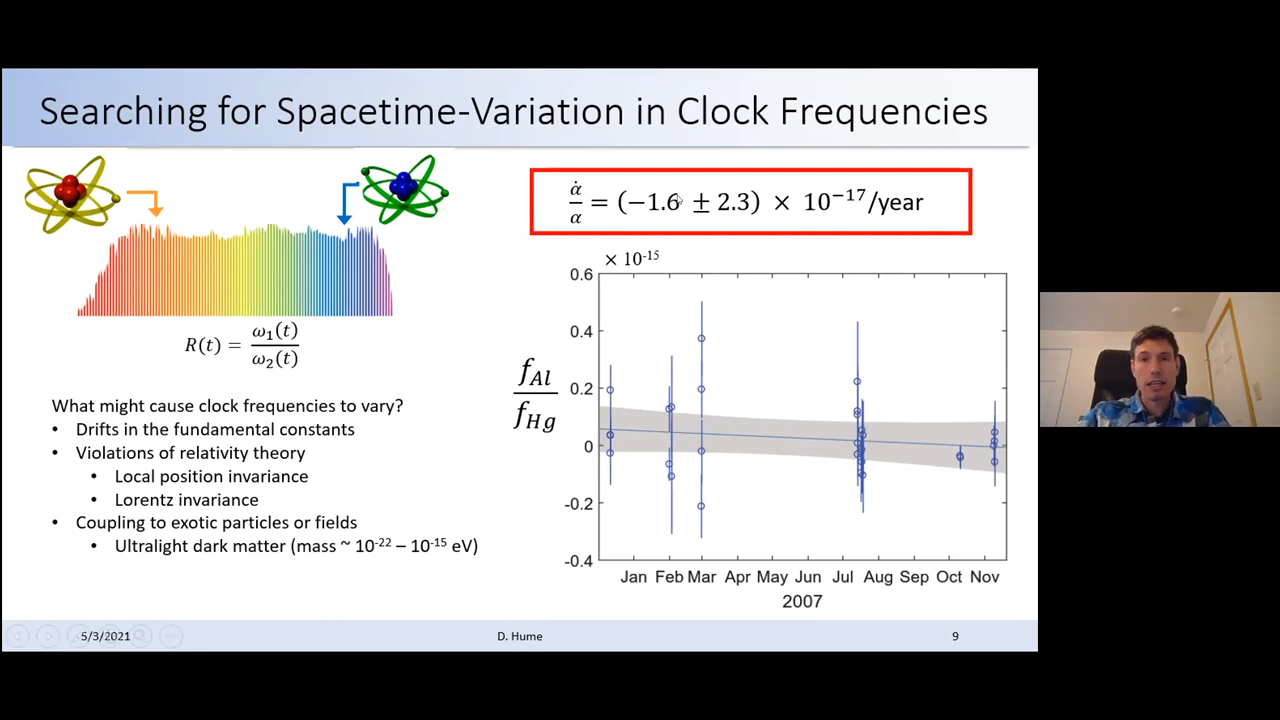 Searching for Spacetime-Variation in Clock Frequencies
R(t) = ω₁(t)/ω₂(t)
What might cause clock frequencies to vary?
• Drifts in the fundamental constants
• Violations of relativity theory
• Local position invariance
• Lorentz invariance
• Coupling to exotic particles or fields
• Ultralight dark matter (mass ~ 10⁻²² – 10⁻¹⁵ eV)
α̇/α = (−1.6 ± 2.3) × 10⁻¹⁷/year
× 10⁻¹⁵
0.6
0.4
0.2
0
-0.2
-0.4
f_Al/f_Hg
Jan Feb Mar Apr May Jun Jul Aug Sep Oct Nov
2007
5/3/2021 D. Hume 9